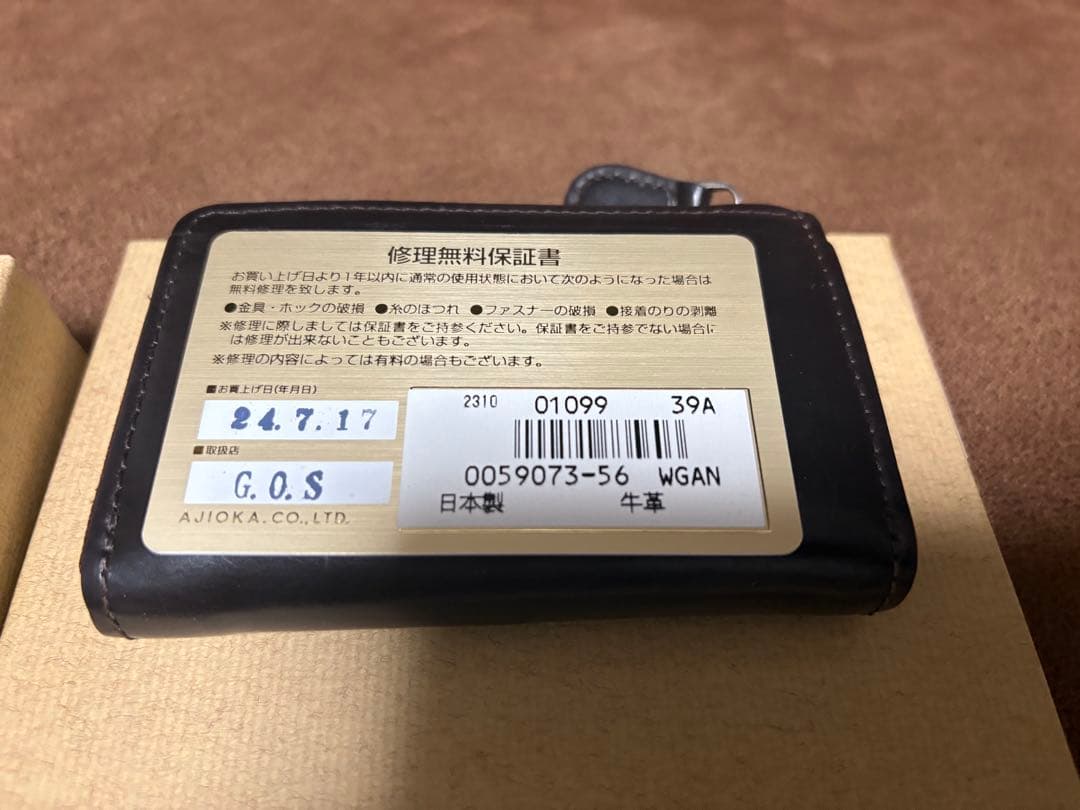 修理無料保証書
お買い上げ日より1年以内に通常の使用状態において次のようになった場合は
無料修理を致します。
●金具・ホックの破損 ●糸のほつれ ●ファスナーの破損 ●接着のりの剥離
※修理に際しましては保証書をご持参ください。保証書をご持参でない場合に
は修理が出来ないこともございます。
※修理の内容によっては有料の場合もございます。
■お買上げ日(年月日)
24.7.17
■取扱店
G.O.S
AJIOKA.CO.,LTD.
2310 01099 39A
0059073-56 WGAN
日本製 牛革